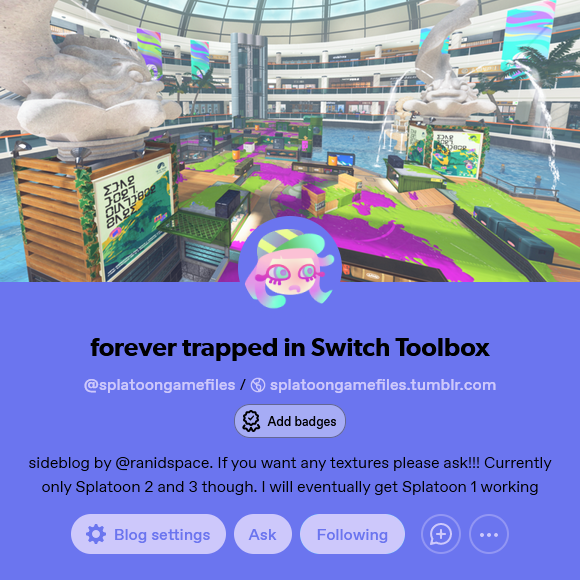 forever trapped in Switch Toolbox
@splatoongamefiles / splatoongamefiles.tumblr.com
Add badges
sideblog by @ranidspace. If you want any textures please ask!!! Currently
only Splatoon 2 and 3 though. I will eventually get Splatoon 1 working
Blog settings Ask Following